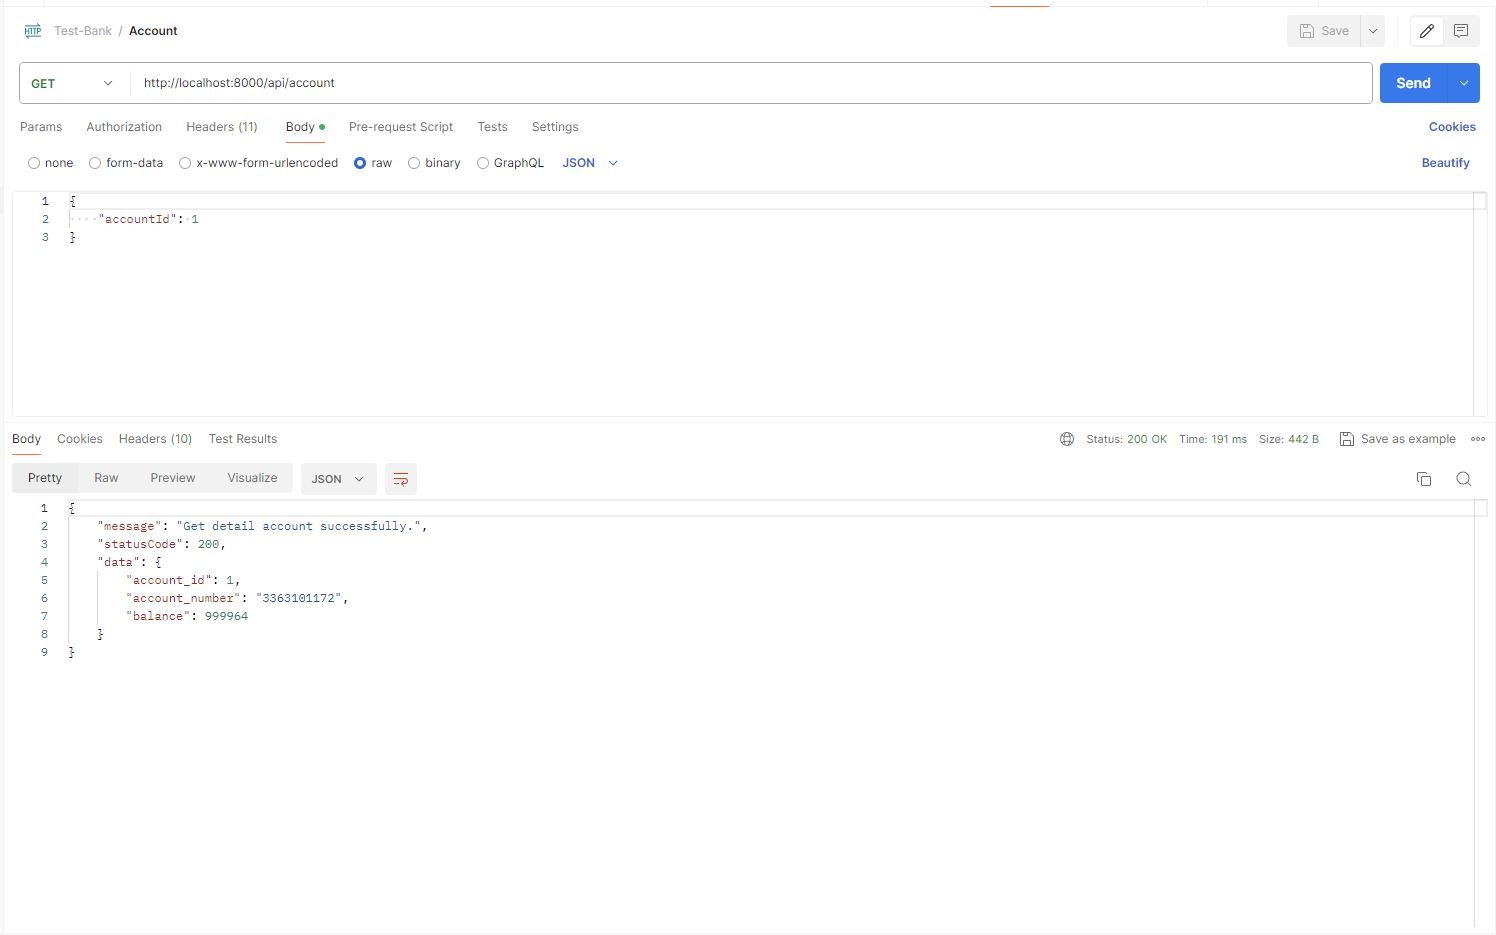 HTTP Test-Bank / Account Save
GET http://localhost:8000/api/account Send
Params Authorization Headers (11) Body Pre-request Script Tests Settings Cookies
none form-data x-www-form-urlencoded raw binary GraphQL JSON Beautify
1 {
2 ····"accountId":·1
3 }
Body Cookies Headers (10) Test Results Status: 200 OK Time: 191 ms Size: 442 B Save as example
Pretty Raw Preview Visualize JSON
1 {
2 "message": "Get detail account successfully.",
3 "statusCode": 200,
4 "data": {
5 "account_id": 1,
6 "account_number": "3363101172",
7 "balance": 999964
8 }
9 }